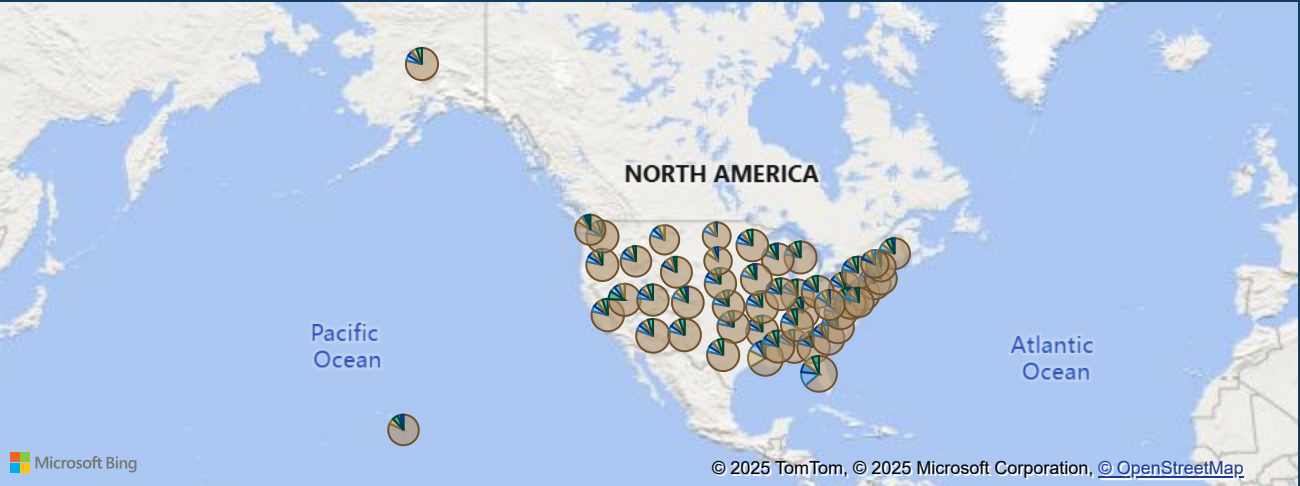 NORTH AMERICA
Pacific
Ocean
Atlantic
Ocean
Microsoft Bing
© 2025 TomTom, © 2025 Microsoft Corporation, © OpenStreetMap